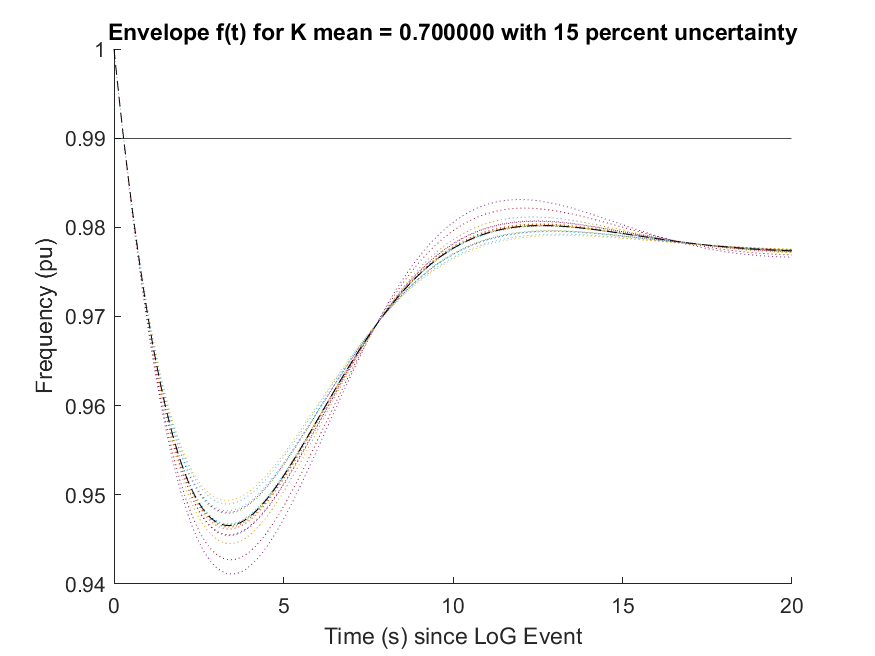 Envelope f(t) for K mean = 0.700000 with 15 percent uncertainty
1
0.99
0.98
0.97
0.96
0.95
0.94
Frequency (pu)
0 5 10 15 20
Time (s) since LoG Event